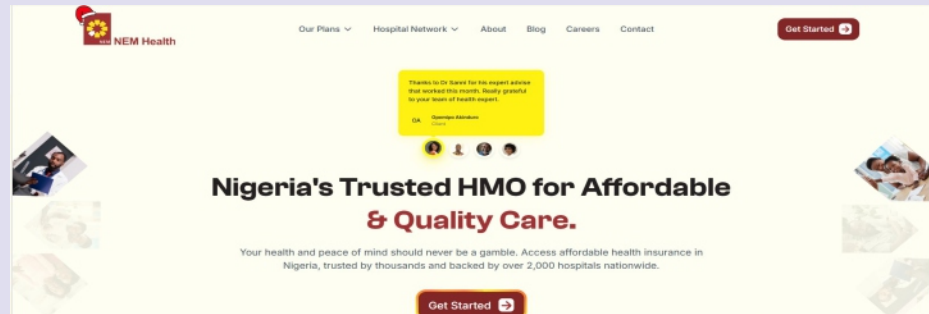 NEM
NEM Health
Our Plans
Hospital Network
About
Blog
Careers
Contact
Get Started
Thanks to Dr Sanni for his expert advise
that worked this month. Really grateful
to your team of health expert.
OA
Client
Nigeria's Trusted HMO for Affordable
& Quality Care.
Your health and peace of mind should never be a gamble. Access affordable health insurance in
Nigeria, trusted by thousands and backed by over 2,000 hospitals nationwide.
Get Started